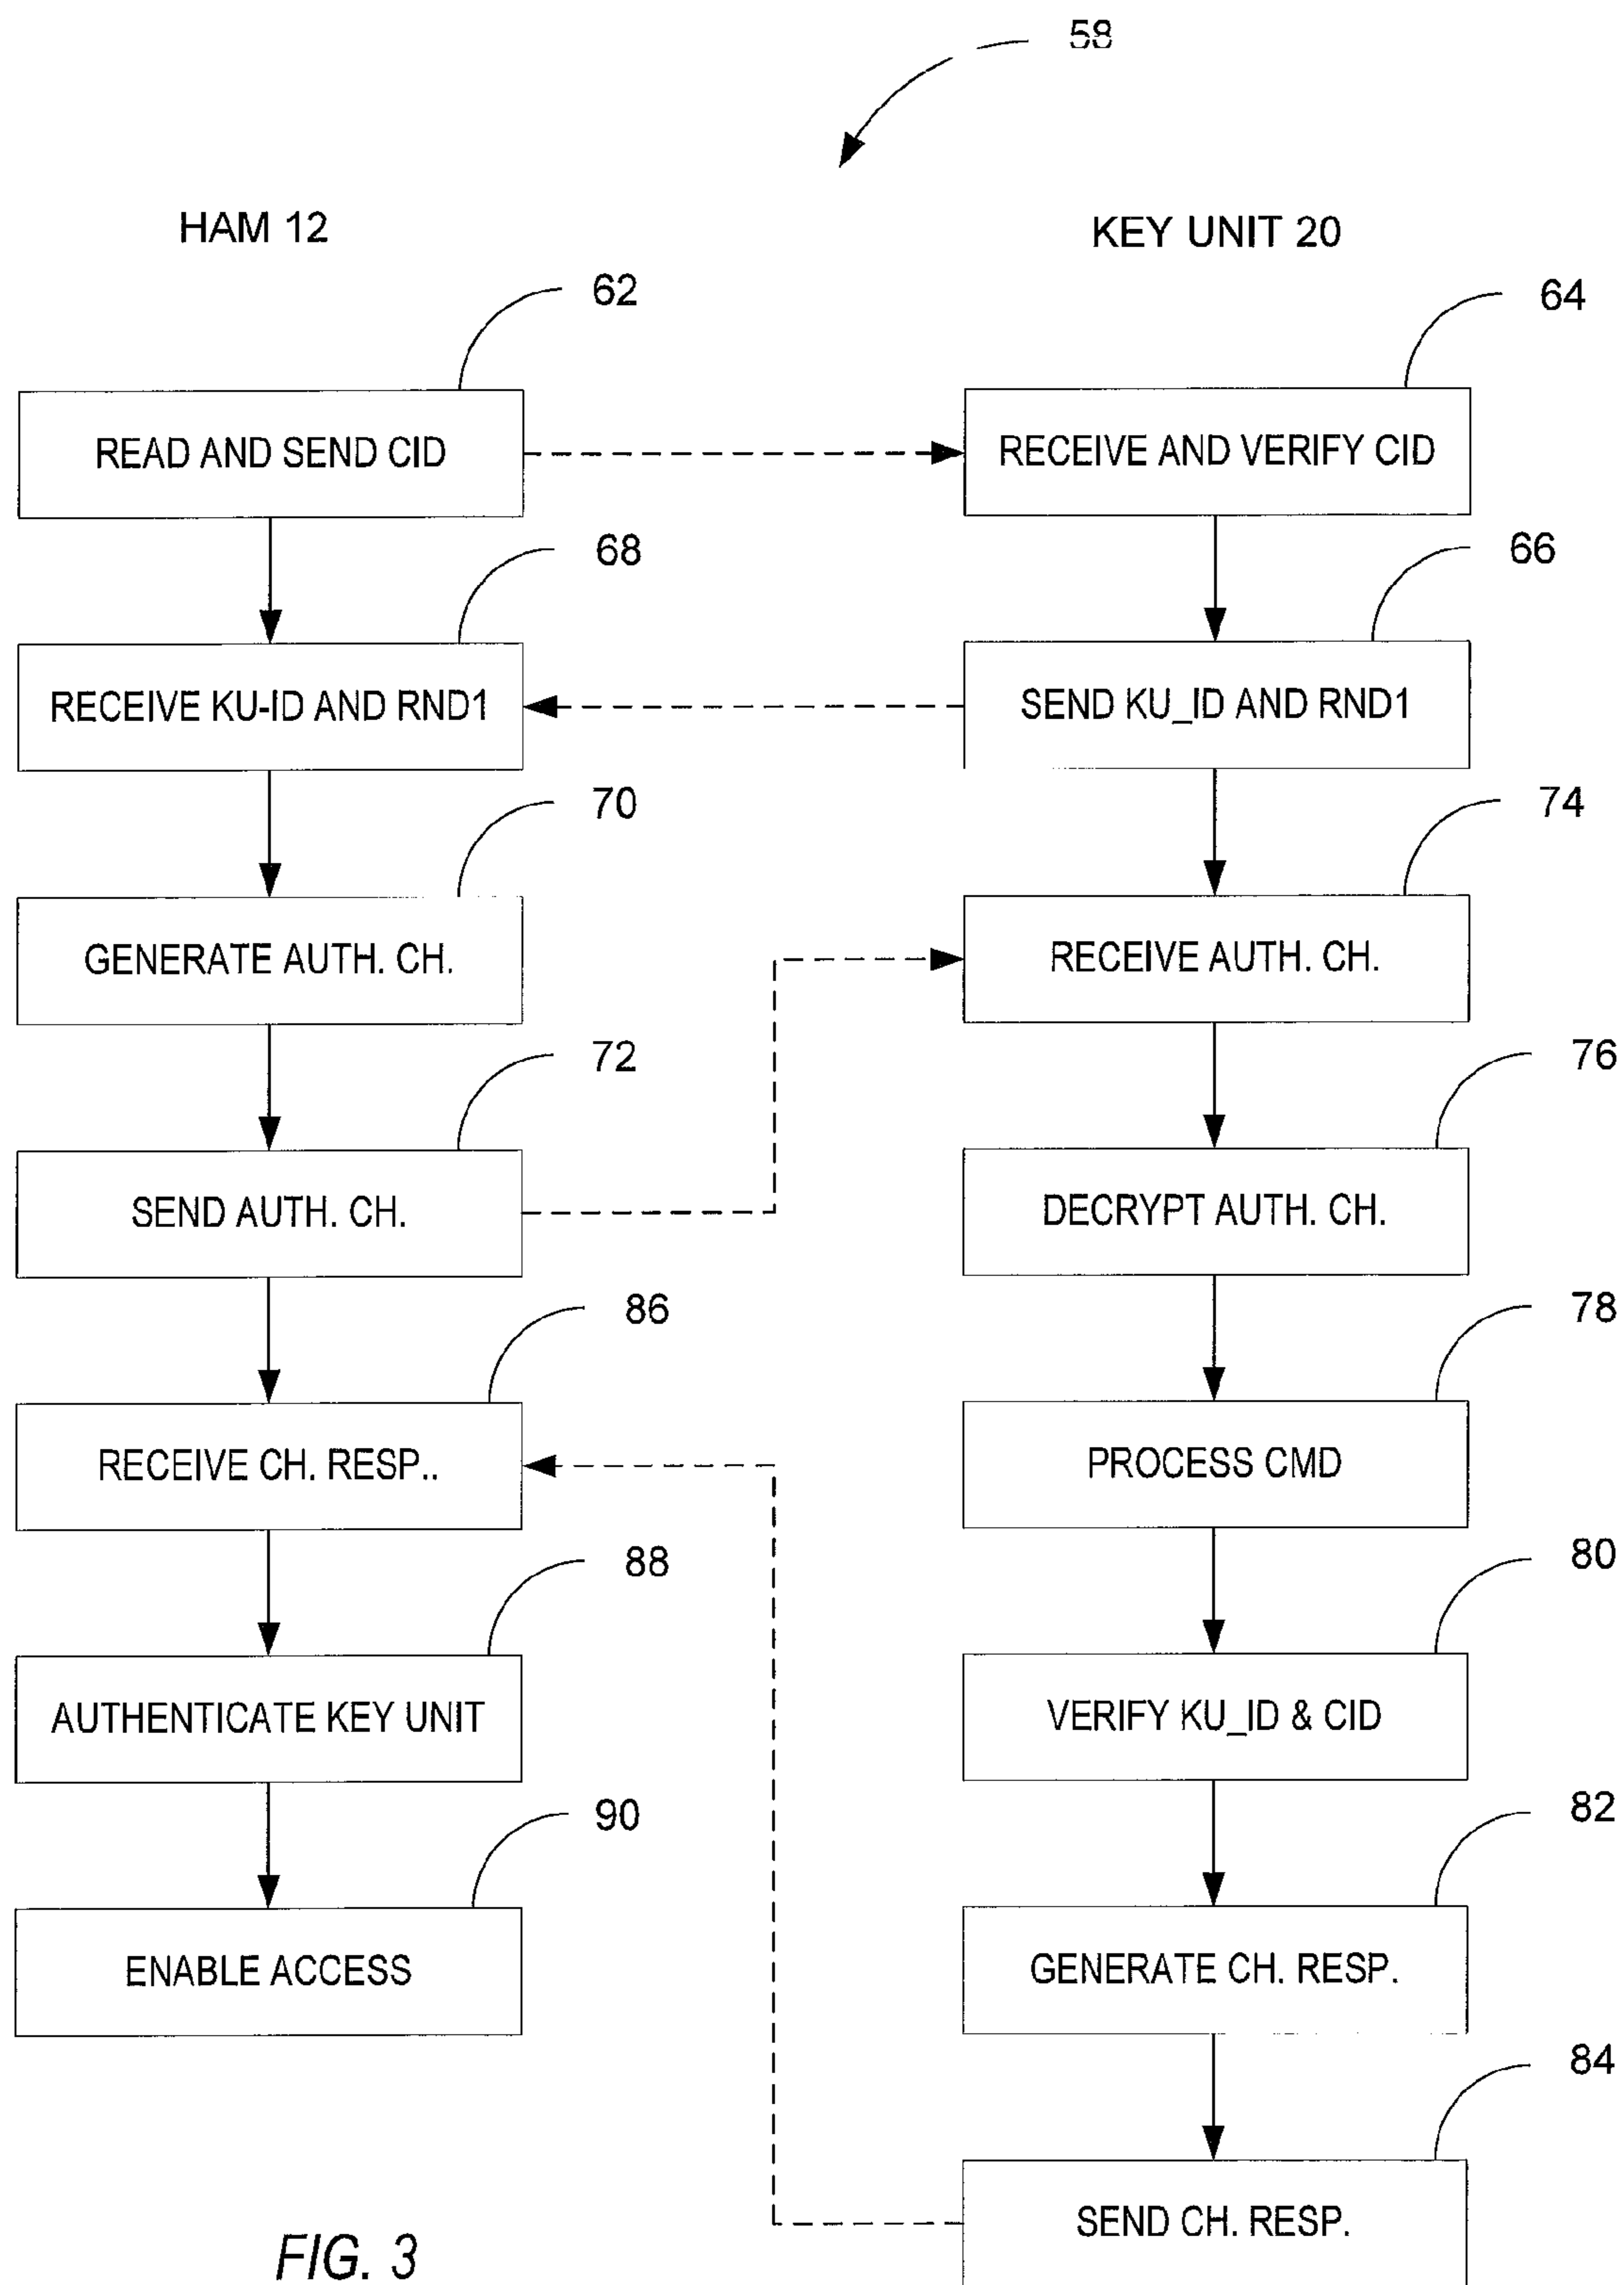 58
HAM 12
KEY UNIT 20
62
64
READ AND SEND CID
RECEIVE AND VERIFY CID
68
66
RECEIVE KU-ID AND RND1
SEND KU_ID AND RND1
70
74
GENERATE AUTH. CH.
RECEIVE AUTH. CH.
72
76
SEND AUTH. CH.
DECRYPT AUTH. CH.
86
78
RECEIVE CH. RESP..
PROCESS CMD
88
80
AUTHENTICATE KEY UNIT
VERIFY KU_ID & CID
90
82
ENABLE ACCESS
GENERATE CH. RESP.
84
SEND CH. RESP.
FIG. 3